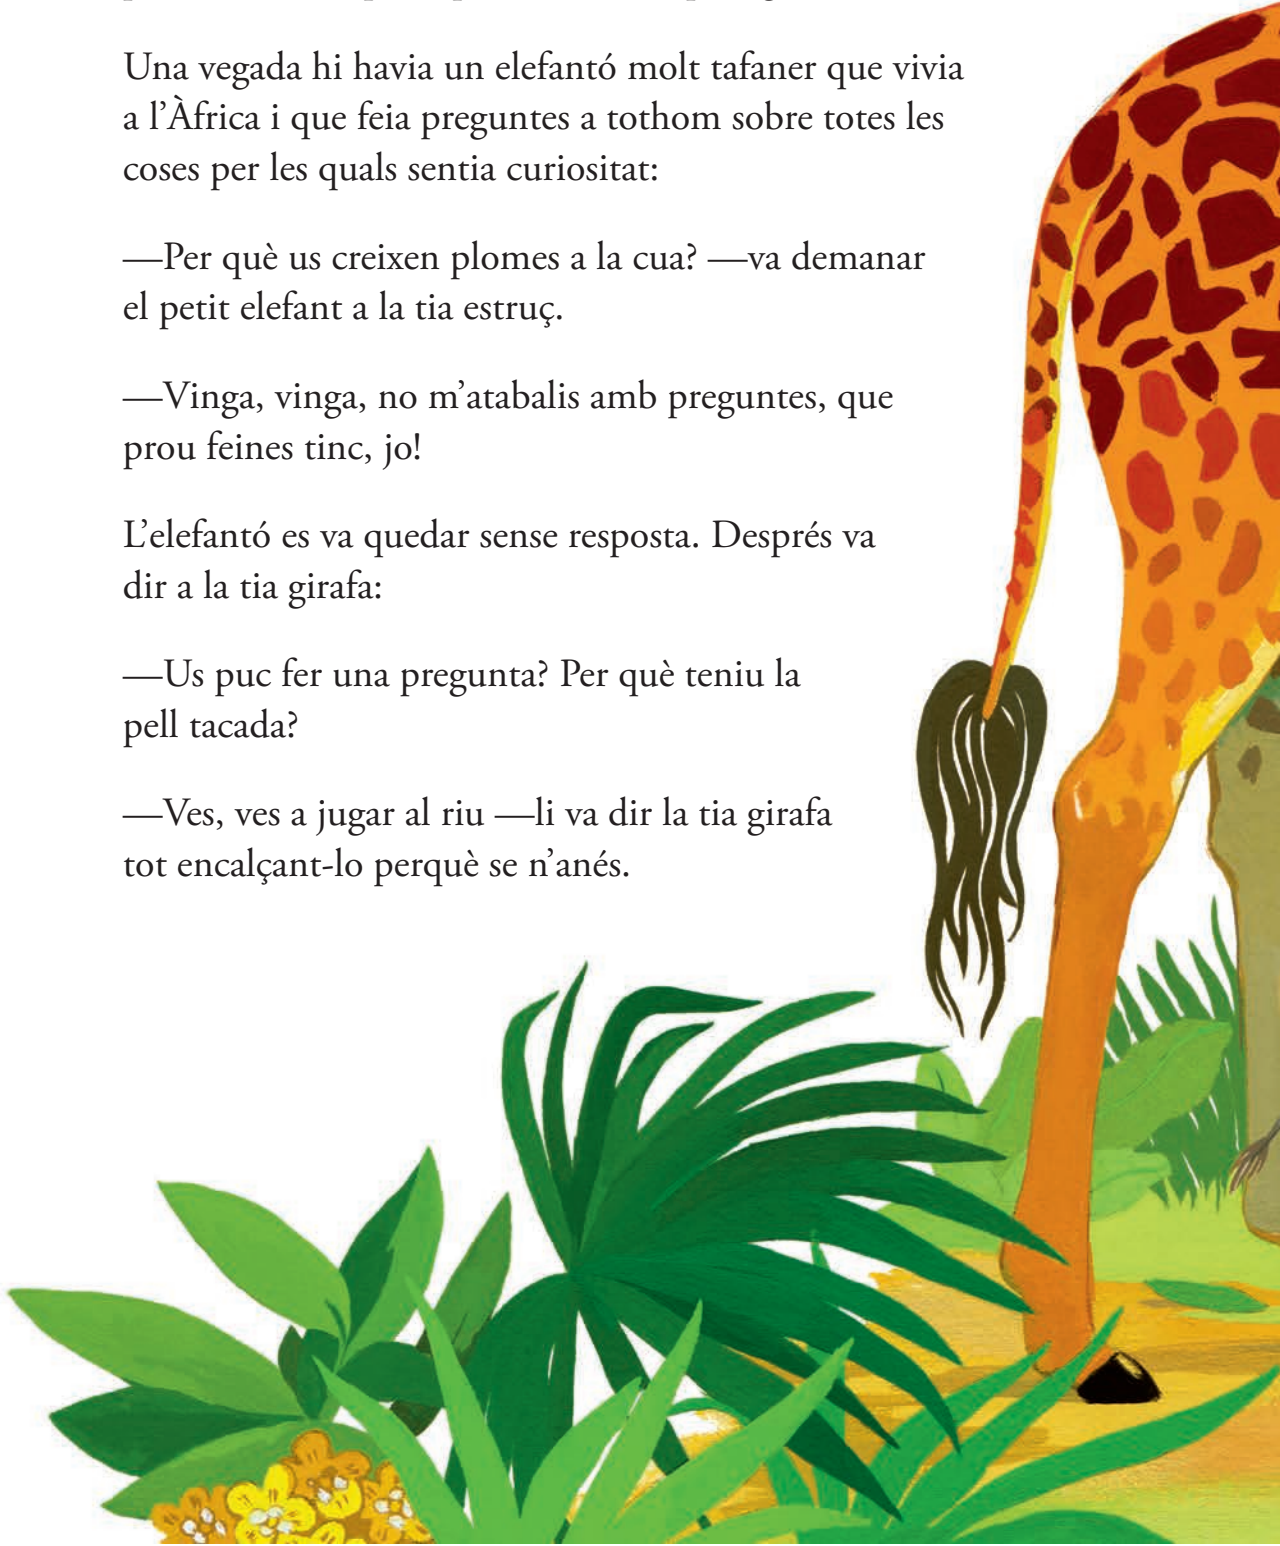 Una vegada hi havia un elefantó molt tafaner que vivia
a l’Àfrica i que feia preguntes a tothom sobre totes les
coses per les quals sentia curiositat:
—Per què us creixen plomes a la cua? —va demanar
el petit elefant a la tia estruç.
—Vinga, vinga, no m’atabalis amb preguntes, que
prou feines tinc, jo!
L’elefantó es va quedar sense resposta. Després va
dir a la tia girafa:
—Us puc fer una pregunta? Per què teniu la
pell tacada?
—Ves, ves a jugar al riu —li va dir la tia girafa
tot encalçant-lo perquè se n’anés.